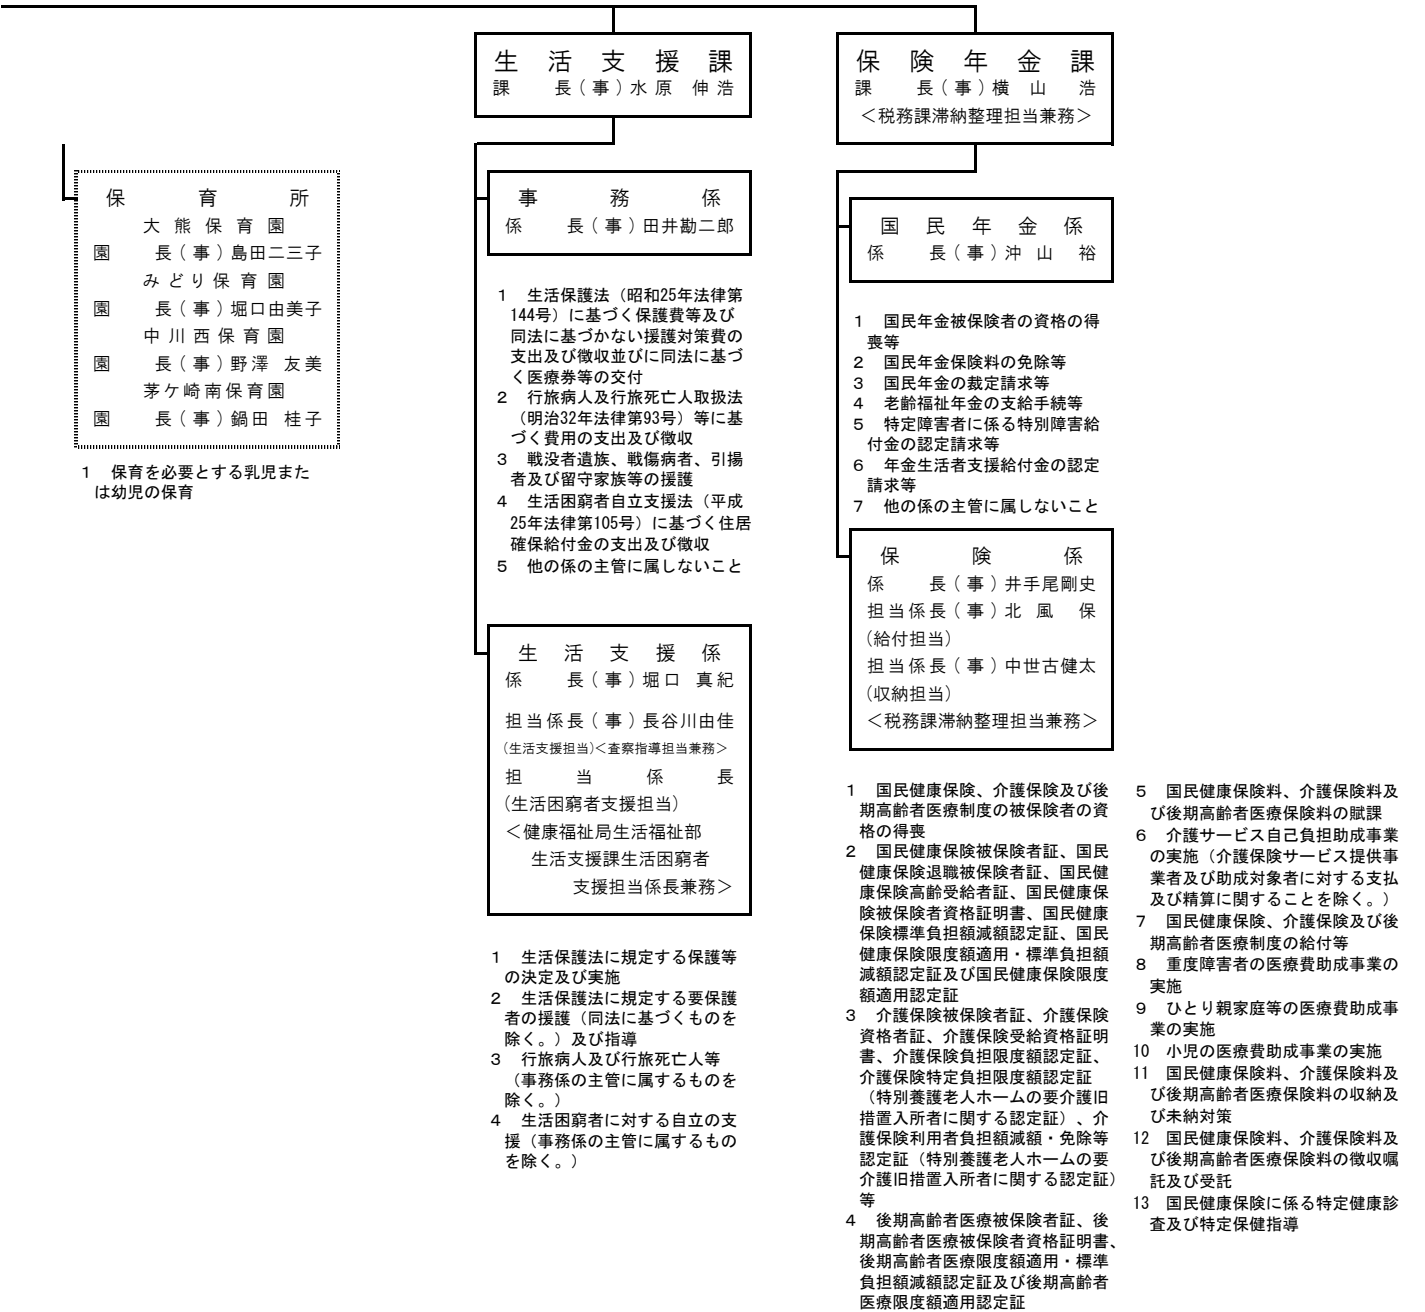 保育所
大熊保育園
園長(事)島田二三子
みどり保育園
園長(事)堀口由美子
中川西保育園
園長(事)野澤 友美
茅ケ崎南保育園
園長(事)鍋田 桂子
1 保育を必要とする乳児また
は幼児の保育
生活支援課
課長(事)水原 伸浩
事務係
係長(事)田井勘二郎
1 生活保護法(昭和25年法律第
144号)に基づく保護費等及び
同法に基づかない援護対策費の
支出及び徴収並びに同法に基づ
く医療券等の交付
2 行旅病人及行旅死亡人取扱法
(明治32年法律第93号)等に基
づく費用の支出及び徴収
3 戦没者遺族、戦傷病者、引揚
者及び留守家族等の援護
4 生活困窮者自立支援法(平成
25年法律第105号)に基づく住居
確保給付金の支出及び徴収
5 他の係の主管に属しないこと
生活支援係
係長(事)堀口 真紀
担当係長(事)長谷川由佳
(生活支援担当)<査察指導担当兼務>
担当係長
(生活困窮者支援担当)
<健康福祉局生活福祉部
生活支援課生活困窮者
支援担当係長兼務>
1 生活保護法に規定する保護等
の決定及び実施
2 生活保護法に規定する要保護
者の援護(同法に基づくものを
除く。)及び指導
3 行旅病人及び行旅死亡人等
(事務係の主管に属するものを
除く。)
4 生活困窮者に対する自立の支
援(事務係の主管に属するもの
を除く。)
保険年金課
課長(事)横山 浩
<税務課滞納整理担当兼務>
国民年金係
係長(事)沖山 裕
1 国民年金被保険者の資格の得
喪等
2 国民年金保険料の免除等
3 国民年金の裁定請求等
4 老齢福祉年金の支給手続等
5 特定障害者に係る特別障害給
付金の認定請求等
6 年金生活者支援給付金の認定
請求等
7 他の係の主管に属しないこと
保険係
係長(事)井手尾剛史
担当係長(事)北風 保
(給付担当)
担当係長(事)中世古健太
(収納担当)
<税務課滞納整理担当兼務>
1 国民健康保険、介護保険及び後
期高齢者医療制度の被保険者の資
格の得喪
2 国民健康保険被保険者証、国民
健康保険退職被保険者証、国民健
康保険高齢受給者証、国民健康保
険被保険者資格証明書、国民健康
保険標準負担額減額認定証、国民
健康保険限度額適用・標準負担額
減額認定証及び国民健康保険限度
額適用認定証
3 介護保険被保険者証、介護保険
資格者証、介護保険受給資格証明
書、介護保険負担限度額認定証、
介護保険特定負担限度額認定証
(特別養護老人ホームの要介護旧
措置入所者に関する認定証)、介
護保険利用者負担額減額・免除等
認定証(特別養護老人ホームの要
介護旧措置入所者に関する認定証)
等
4 後期高齢者医療被保険者証、後
期高齢者医療被保険者資格証明書、
後期高齢者医療限度額適用・標準
負担額減額認定証及び後期高齢者
医療限度額適用認定証
5 国民健康保険料、介護保険料及
び後期高齢者医療保険料の賦課
6 介護サービス自己負担助成事業
の実施(介護保険サービス提供事
業者及び助成対象者に対する支払
及び精算に関することを除く。)
7 国民健康保険、介護保険及び後
期高齢者医療制度の給付等
8 重度障害者の医療費助成事業の
実施
9 ひとり親家庭等の医療費助成事
業の実施
10 小児の医療費助成事業の実施
11 国民健康保険料、介護保険料及
び後期高齢者医療保険料の収納及
び未納対策
12 国民健康保険料、介護保険料及
び後期高齢者医療保険料の徴収嘱
託及び受託
13 国民健康保険に係る特定健康診
査及び特定保健指導